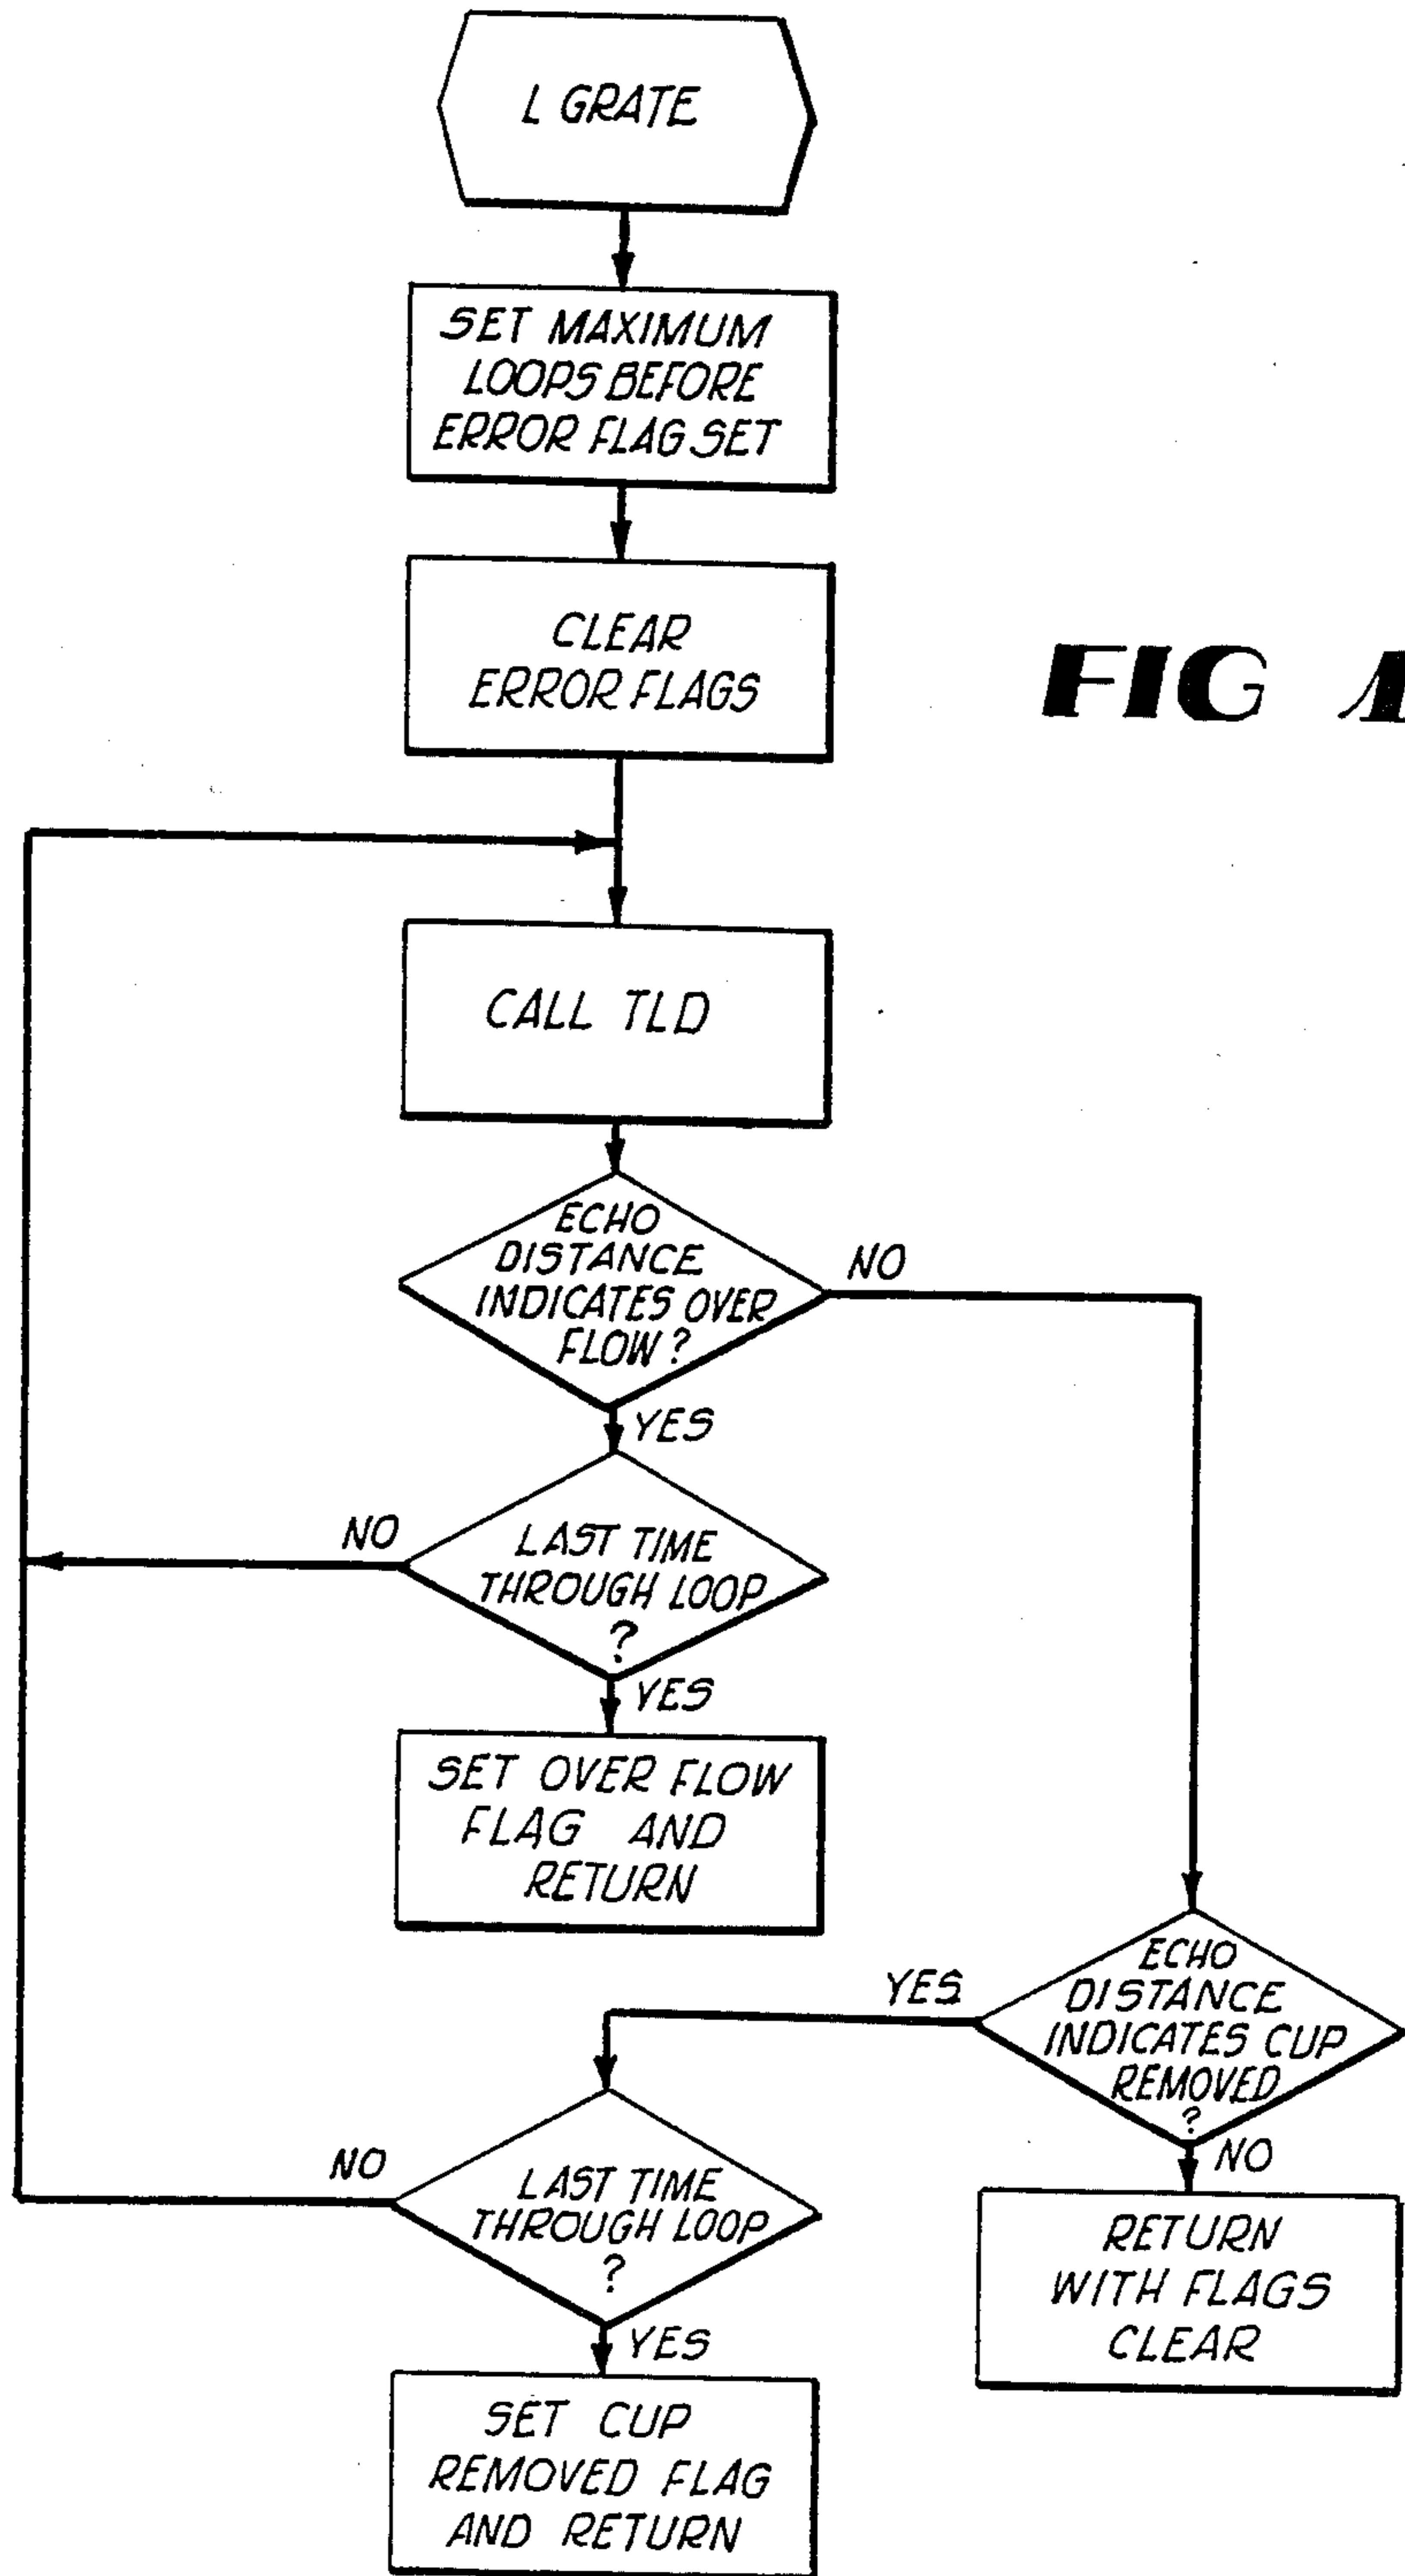 L GRATE
SET MAXIMUM
LOOPS BEFORE
ERROR FLAG SET
CLEAR
ERROR FLAGS
FIG
CALL TLD
ECHO
DISTANCE
INDICATES OVER
FLOW?
NO
YES
LAST TIME
THROUGH LOOP
?
NO
YES
SET OVER FLOW
FLAG AND
RETURN
ECHO
DISTANCE
INDICATES CUP
REMOVED
?
YES
NO
LAST TIME
THROUGH LOOP
?
NO
YES
RETURN
WITH FLAGS
CLEAR
SET CUP
REMOVED FLAG
AND RETURN